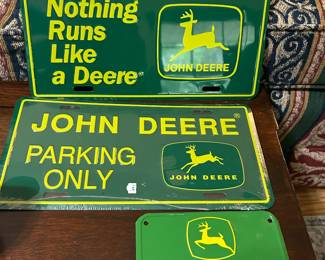 Nothing
Runs
Like
a Deere®
JOHN DEERE
JOHN DEERE®
PARKING
ONLY
JOHN DEERE